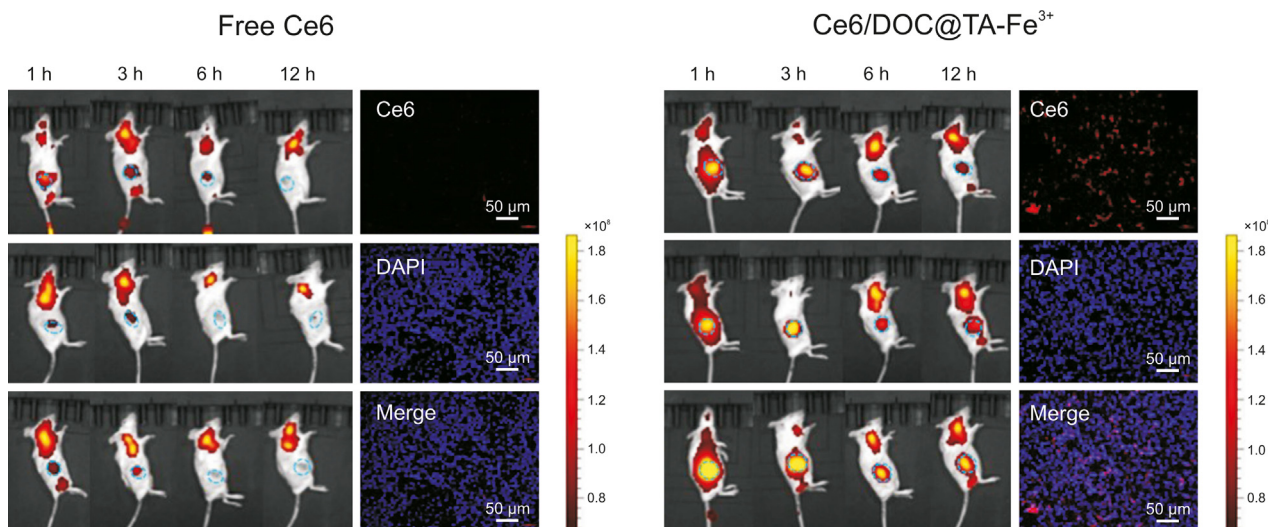 Free Ce6
1 h 3 h 6 h 12 h
Ce6
50 µm
DAPI
50 µm
Merge
50 µm
×10⁸
1.8
1.6
1.4
1.2
1.0
0.8
Ce6/DOC@TA-Fe³⁺
1 h 3 h 6 h 12 h
Ce6
50 µm
DAPI
50 µm
Merge
50 µm
1.8
1.6
1.4
1.2
1.0
0.8